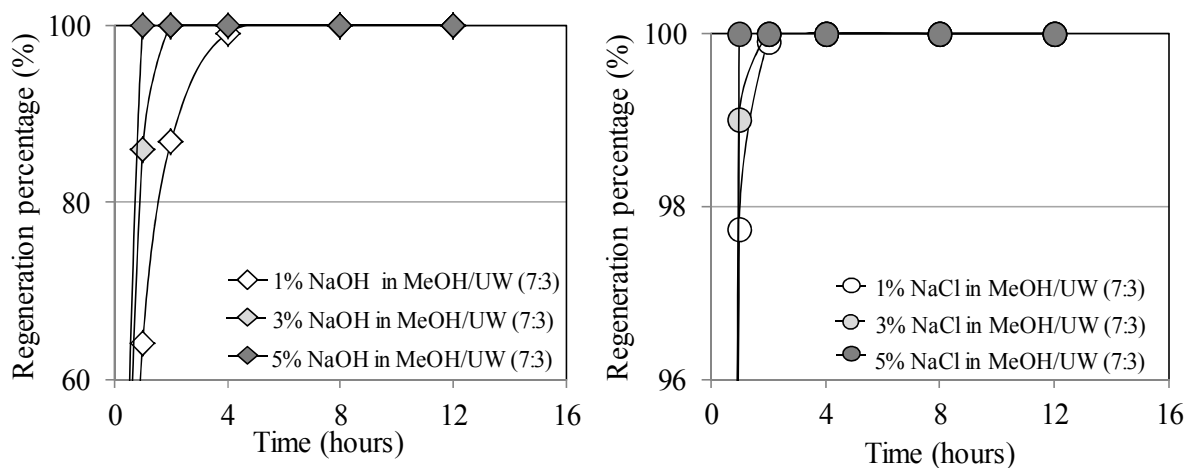 Regeneration percentage (%)
100
80
60
1% NaOH in MeOH/UW (7:3)
3% NaOH in MeOH/UW (7:3)
5% NaOH in MeOH/UW (7:3)
0 4 8 12 16
Time (hours)
Regeneration percentage (%)
100
98
96
1% NaCl in MeOH/UW (7:3)
3% NaCl in MeOH/UW (7:3)
5% NaCl in MeOH/UW (7:3)
0 4 8 12 16
Time (hours)